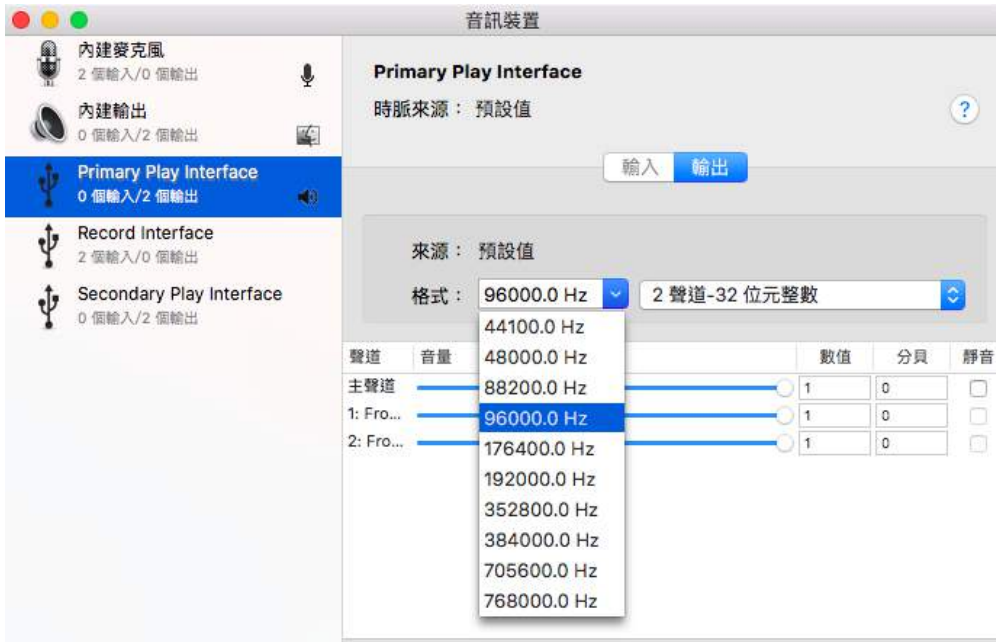 音訊裝置
內建麥克風
2 個輸入/0 個輸出
內建輸出
0 個輸入/2 個輸出
Primary Play Interface
0 個輸入/2 個輸出
Record Interface
2 個輸入/0 個輸出
Secondary Play Interface
0 個輸入/2 個輸出
Primary Play Interface
時脈來源： 預設值
?
輸入 輸出
來源： 預設值
格式： 96000.0 Hz 2 聲道-32 位元整數
44100.0 Hz
48000.0 Hz
88200.0 Hz
96000.0 Hz
176400.0 Hz
192000.0 Hz
352800.0 Hz
384000.0 Hz
705600.0 Hz
768000.0 Hz
聲道 音量 數值 分貝 靜音
主聲道 1 0
1: Fro... 1 0
2: Fro... 1 0